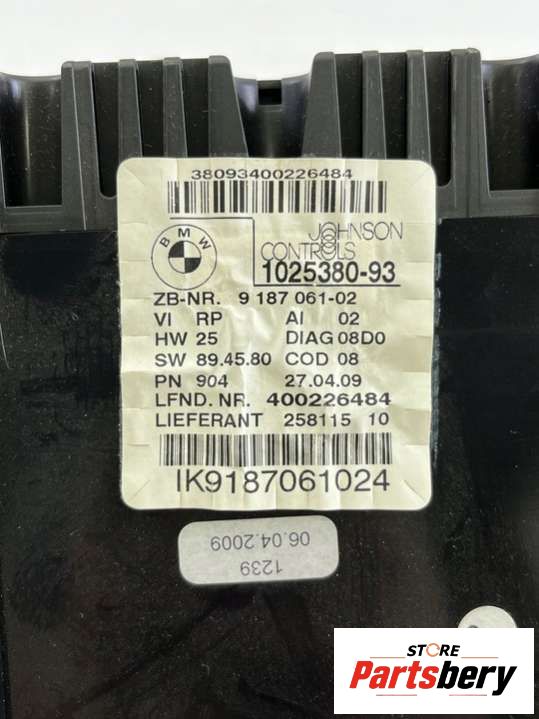 38093400226484
BMW
JOHNSON
CONTROLS
1025380-93
ZB-NR. 9 187 061-02
VI RP AI 02
HW 25 DIAG 08D0
SW 89.45.80 COD 08
PN 904 27.04.09
LFND. NR. 400226484
LIEFERANT 258115 10
IK9187061024
1239
06.04.2009
STORE
Partsbery